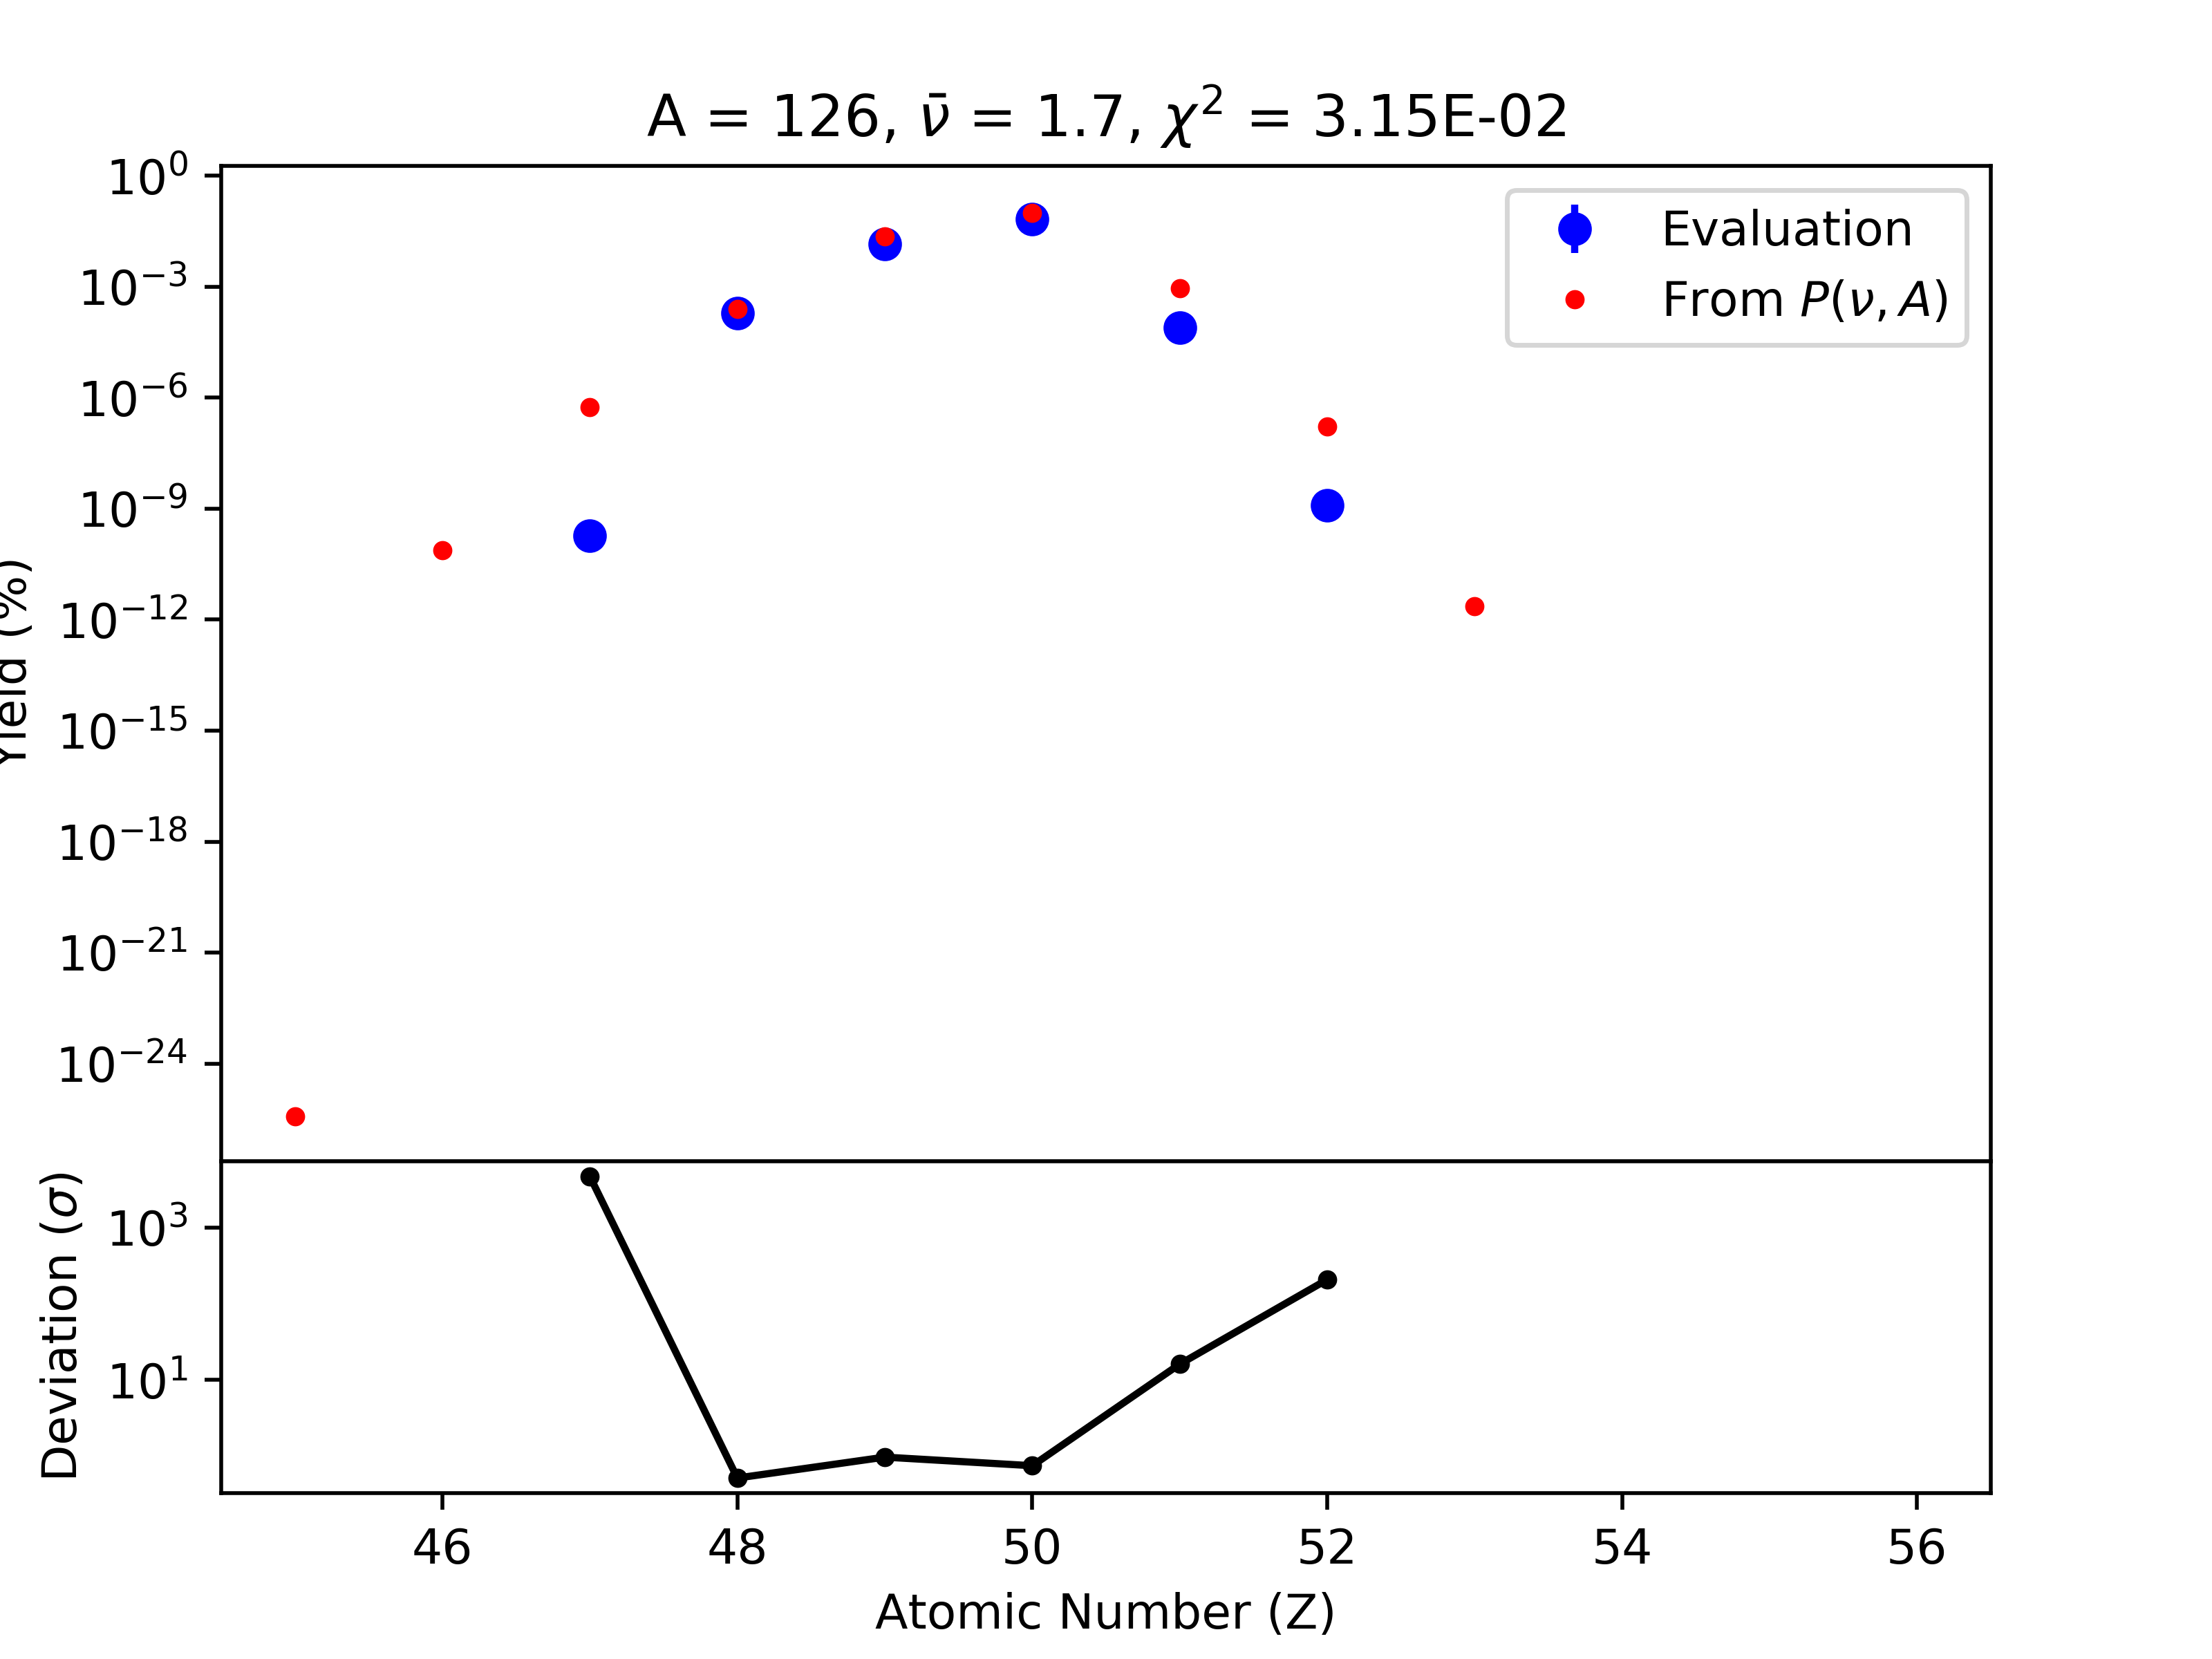 A = 126, ν̄ = 1.7, χ² = 3.15E-02
10⁰
10⁻³
10⁻⁶
10⁻⁹
10⁻¹²
10⁻¹⁵
10⁻¹⁸
10⁻²¹
10⁻²⁴
Yield (%)
Evaluation
From P(ν, A)
10³
10¹
Deviation (σ)
46 48 50 52 54 56
Atomic Number (Z)